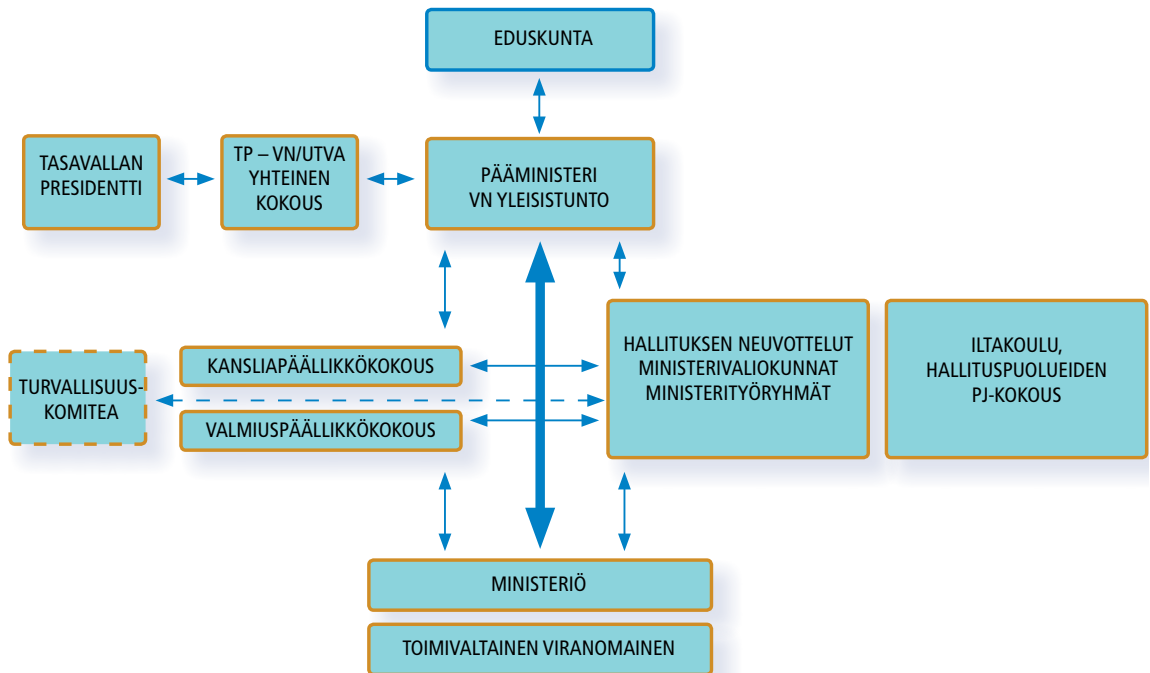 EDUSKUNTA
TASAVALLAN
PRESIDENTTI
TP – VN/UTVA
YHTEINEN
KOKOUS
PÄÄMINISTERI
VN YLEISISTUNTO
TURVALLISUUS-
KOMITEA
KANSLIAPÄÄLLIKKÖKOKOUS
VALMIUSPÄÄLLIKKÖKOKOUS
HALLITUKSEN NEUVOTTELUT
MINISTERIVALIOKUNNAT
MINISTERITYÖRYHMÄT
ILTAKOULU,
HALLITUSPUOLUEIDEN
PJ-KOKOUS
MINISTERIÖ
TOIMIVALTAINEN VIRANOMAINEN